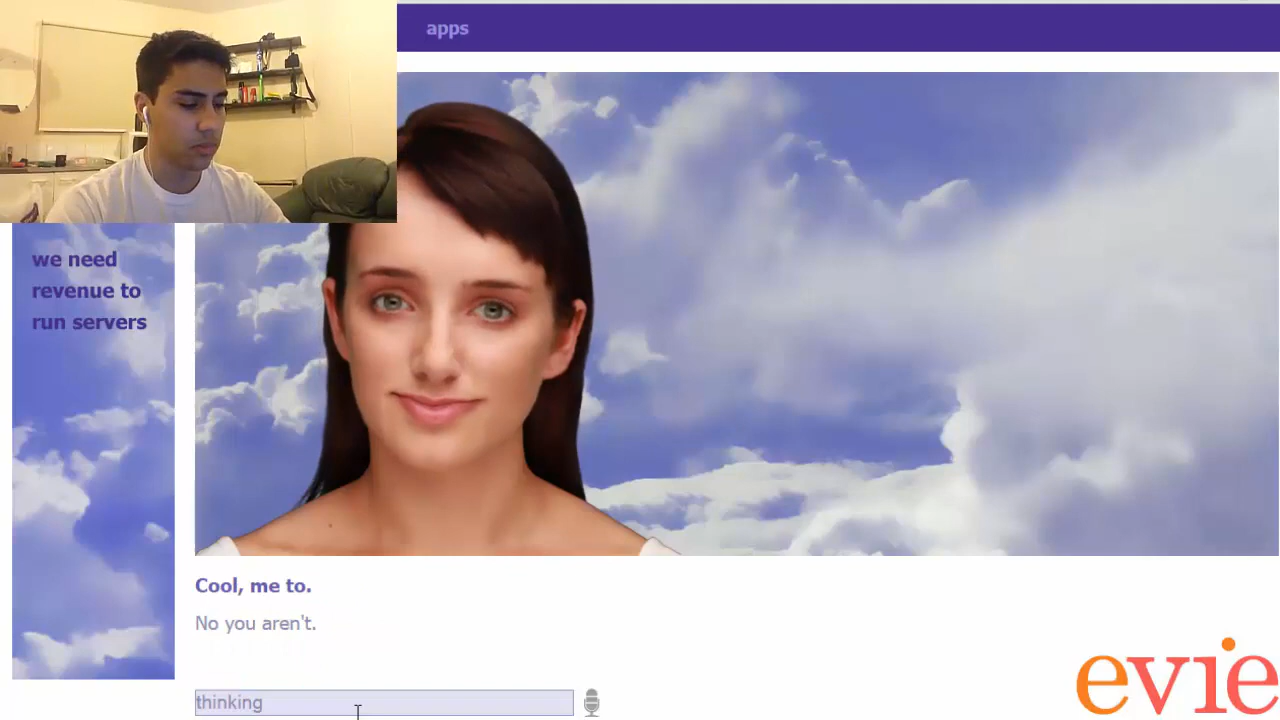 apps
we need
revenue to
run servers
Cool, me to.
No you aren't.
thinking
evie